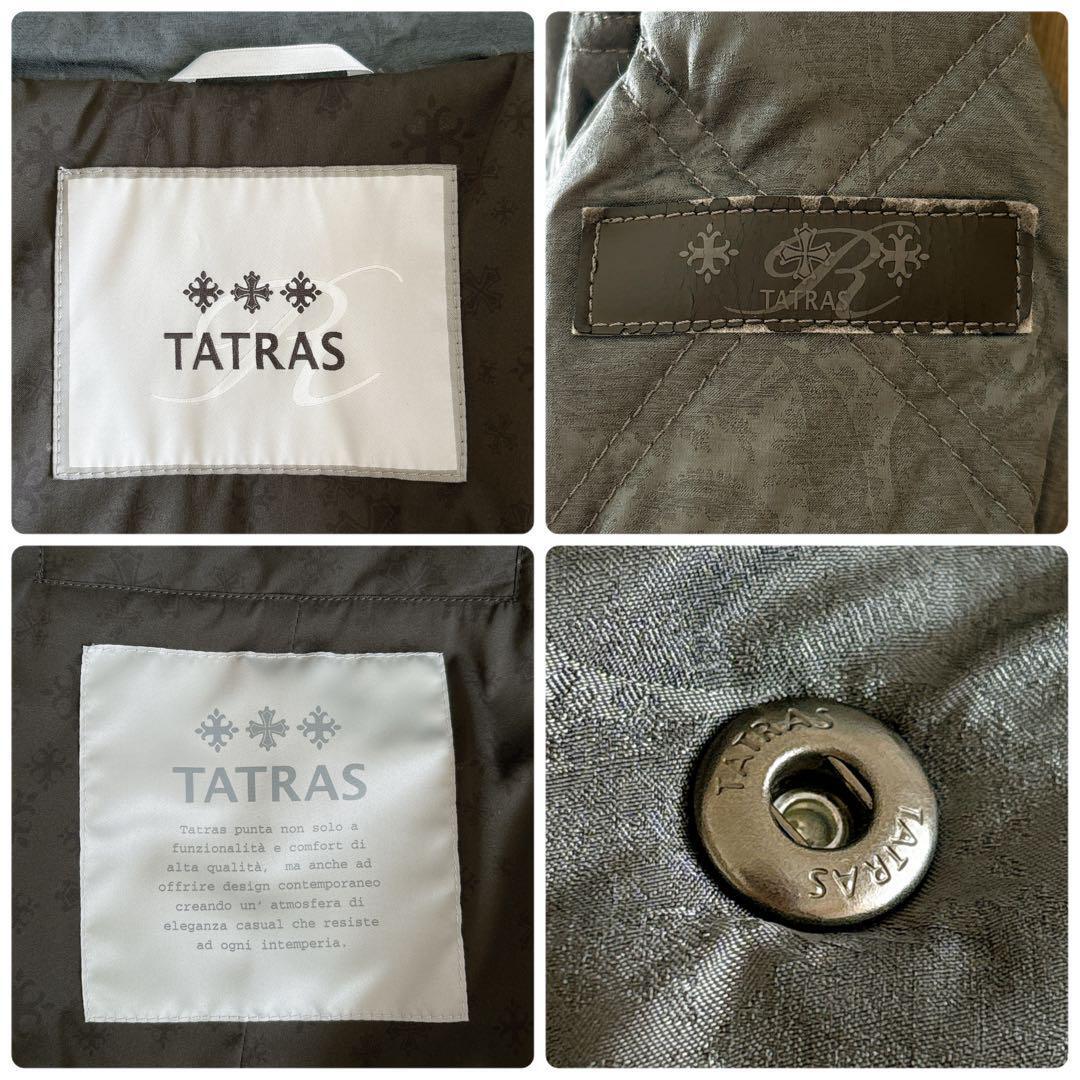 R
TATRAS
R
TATRAS
TATRAS
Tatras punta non solo a
funzionalità e comfort di
alta qualità, ma anche ad
offrire design contemporaneo
creando un' atmosfera di
eleganza casual che resiste
ad ogni intemperia.
TATRAS
TATRAS